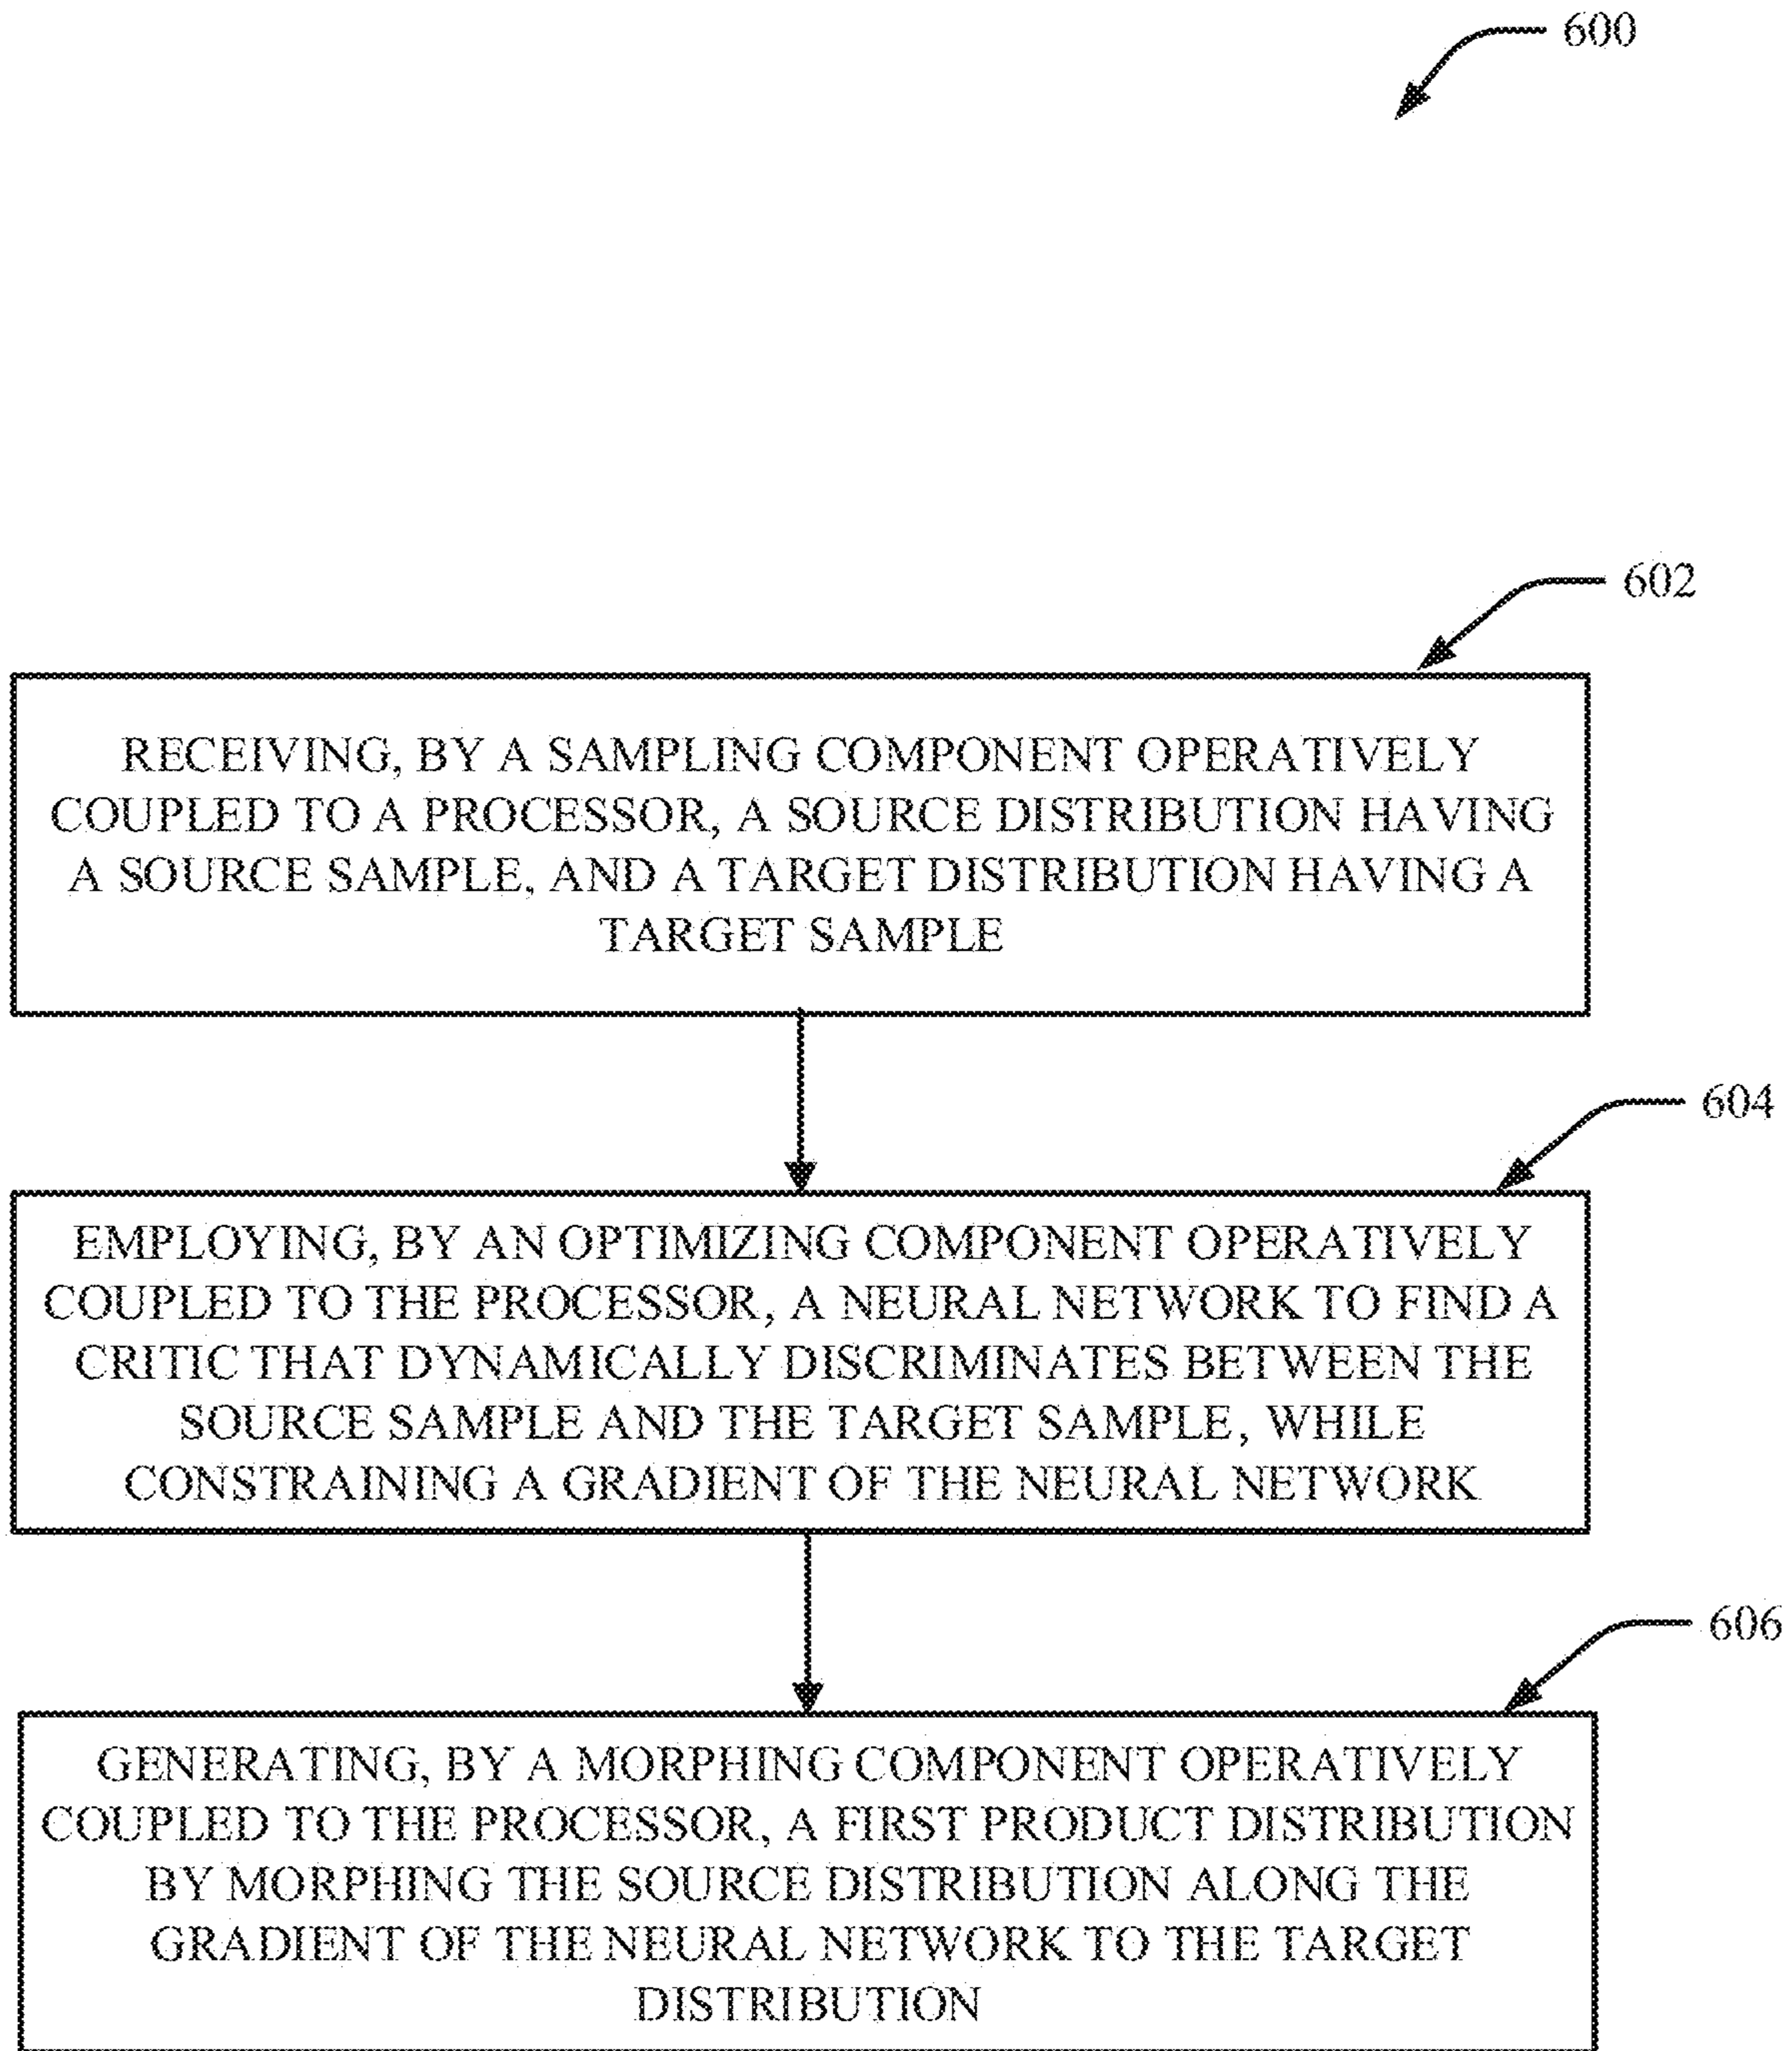 600
602
RECEIVING, BY A SAMPLING COMPONENT OPERATIVELY
COUPLED TO A PROCESSOR, A SOURCE DISTRIBUTION HAVING
A SOURCE SAMPLE, AND A TARGET DISTRIBUTION HAVING A
TARGET SAMPLE
604
EMPLOYING, BY AN OPTIMIZING COMPONENT OPERATIVELY
COUPLED TO THE PROCESSOR, A NEURAL NETWORK TO FIND A
CRITIC THAT DYNAMICALLY DISCRIMINATES BETWEEN THE
SOURCE SAMPLE AND THE TARGET SAMPLE, WHILE
CONSTRAINING A GRADIENT OF THE NEURAL NETWORK
606
GENERATING, BY A MORPHING COMPONENT OPERATIVELY
COUPLED TO THE PROCESSOR, A FIRST PRODUCT DISTRIBUTION
BY MORPHING THE SOURCE DISTRIBUTION ALONG THE
GRADIENT OF THE NEURAL NETWORK TO THE TARGET
DISTRIBUTION